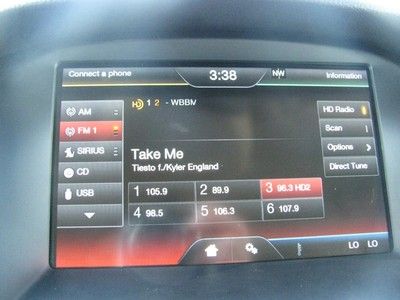 Connect a phone 3:38 NW Information
AM
FM 1
SIRIUS
CD
USB
HD 1 2 - WBBM
Take Me
Tiesto f./Kyler England
1 105.9 2 89.9 3 96.3 HD2
4 98.5 5 106.3 6 107.9
HD Radio
Scan
Options
Direct Tune
LO LO